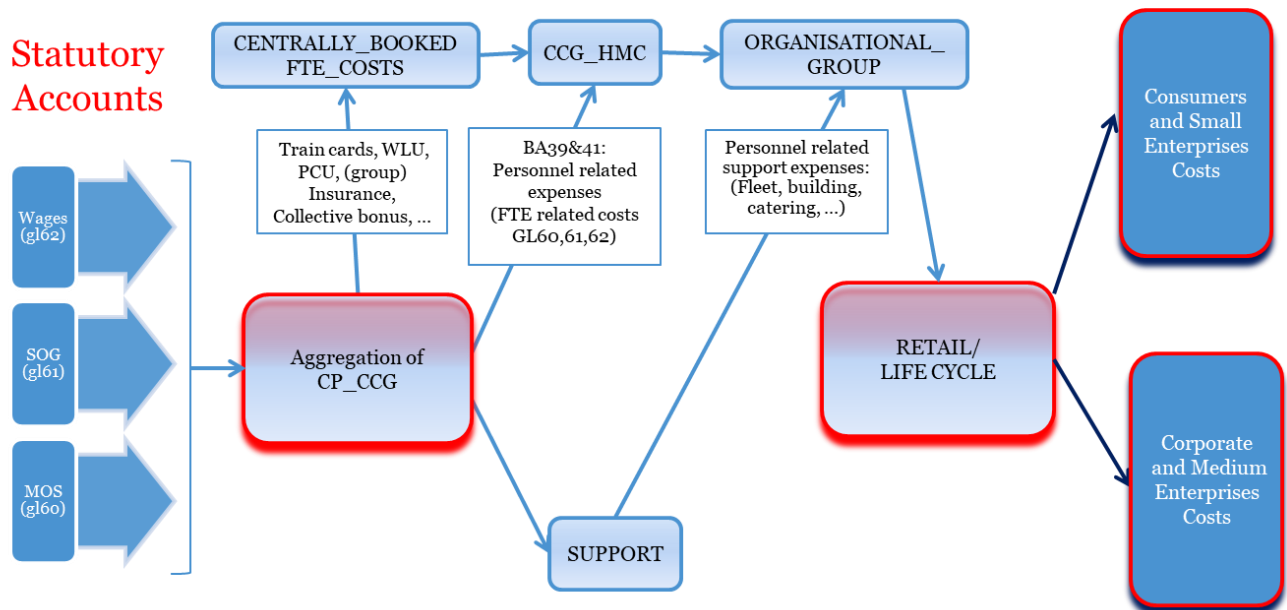 Statutory
Accounts
CENTRALLY_BOOKED
FTE_COSTS
CCG_HMC
ORGANISATIONAL_
GROUP
Consumers
and Small
Enterprises
Costs
Train cards, WLU,
PCU, (group)
Insurance,
Collective bonus, ...
BA39&41:
Personnel related
expenses
(FTE related costs
GL60,61,62)
Personnel related
support expenses:
(Fleet, building,
catering, ...)
Wages
(gl62)
SOG
(gl61)
MOS
(gl60)
Aggregation of
CP_CCG
RETAIL/
LIFE CYCLE
Corporate
and Medium
Enterprises
Costs
SUPPORT